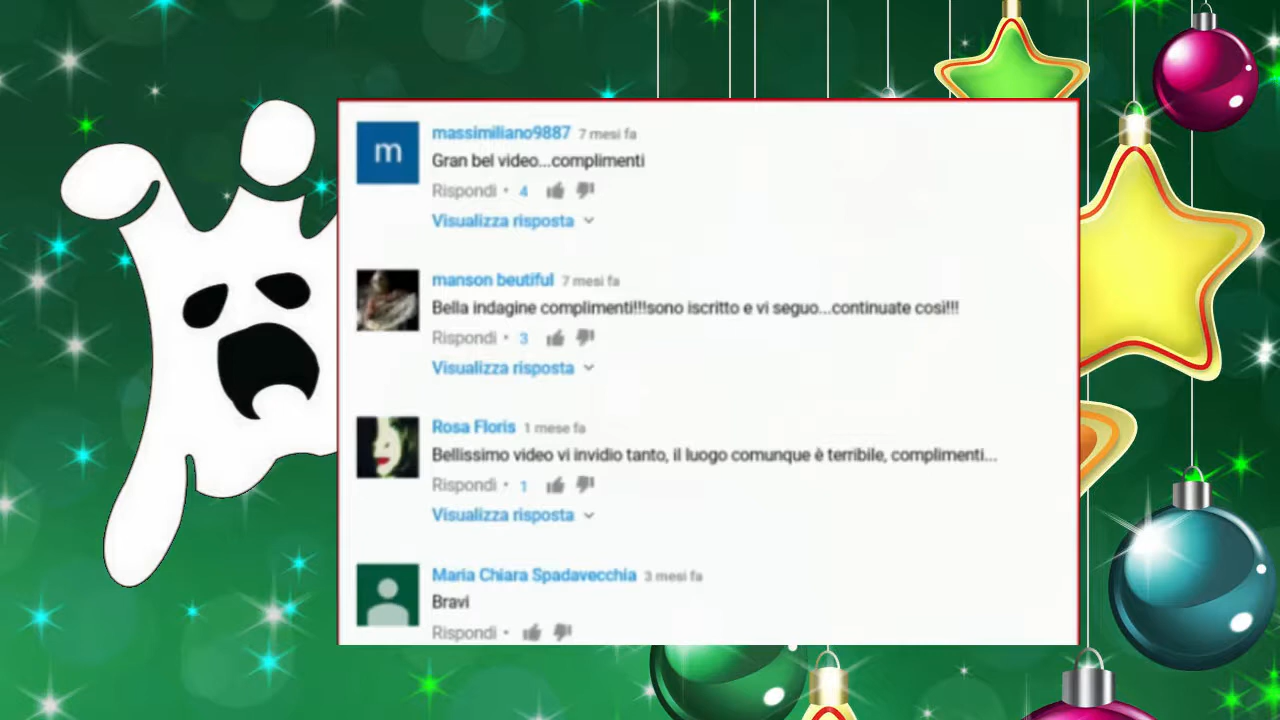 m
massimiliano9887 7 mesi fa
Gran bel video...complimenti
Rispondi • 4
Visualizza risposta
manson beutiful 7 mesi fa
Bella indagine complimenti!!!sono iscritto e vi seguo...continuate così!!!
Rispondi • 3
Visualizza risposta
Rosa Floris 1 mese fa
Bellissimo video vi invidio tanto, il luogo comunque è terribile, complimenti...
Rispondi • 1
Visualizza risposta
Maria Chiara Spadavecchia 3 mesi fa
Bravi
Rispondi •